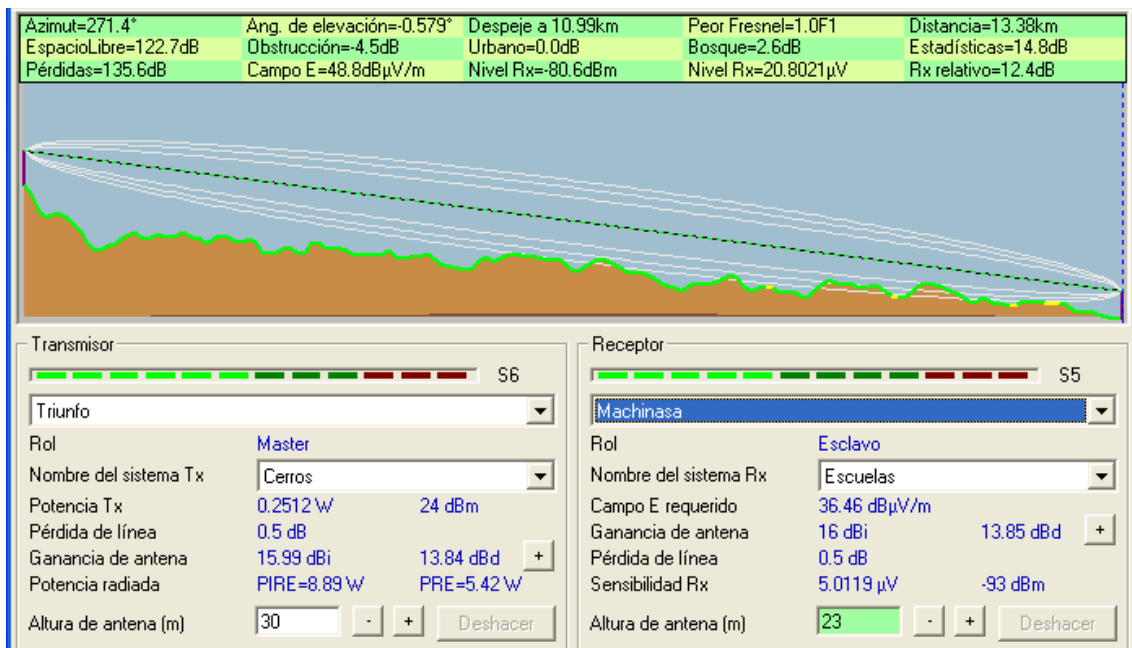 Azimut=271.4° Ang. de elevación=-0.579° Despeje a 10.99km Peor Fresnel=1.0F1 Distancia=13.38km
EspacioLibre=122.7dB Obstrucción=-4.5dB Urbano=0.0dB Bosque=2.6dB Estadísticas=14.8dB
Pérdidas=135.6dB Campo E=48.8dBµV/m Nivel Rx=-80.6dBm Nivel Rx=20.8021µV Rx relativo=12.4dB
Transmisor
S6
Triunfo
Rol Master
Nombre del sistema Tx Cerros
Potencia Tx 0.2512 W 24 dBm
Pérdida de línea 0.5 dB
Ganancia de antena 15.99 dBi 13.84 dBd +
Potencia radiada PIRE=8.89 W PRE=5.42 W
Altura de antena (m) 30 - + Deshacer
Receptor
S5
Machinasa
Rol Esclavo
Nombre del sistema Rx Escuelas
Campo E requerido 36.46 dBµV/m
Ganancia de antena 16 dBi 13.85 dBd +
Pérdida de línea 0.5 dB
Sensibilidad Rx 5.0119 µV -93 dBm
Altura de antena (m) 23 - + Deshacer